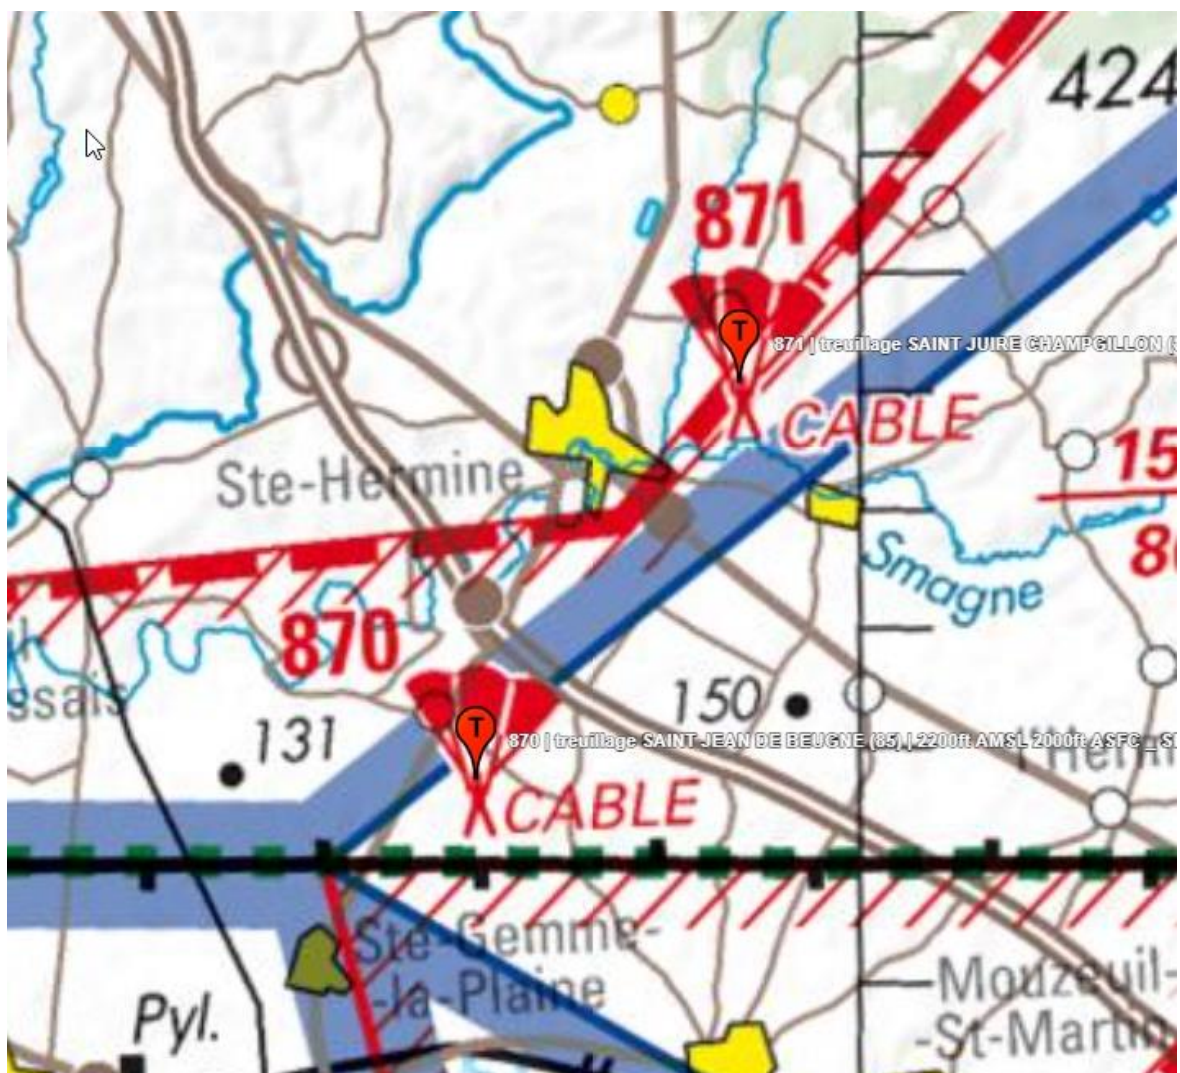 424
871
T
871 | treuillage SAINT JUIRE CHAMPGILLON (
CABLE
Ste-Hermine
15
Smagne
870
T
131
150
870 | treuillage SAINT JEAN DE BEUGNE (85) | 2200ft AMSL 2000ft ASFC _ S
CABLE
Ste-Gemme-
-la-Plaine
Mouzeuil-
-St-Martin
Pyl.